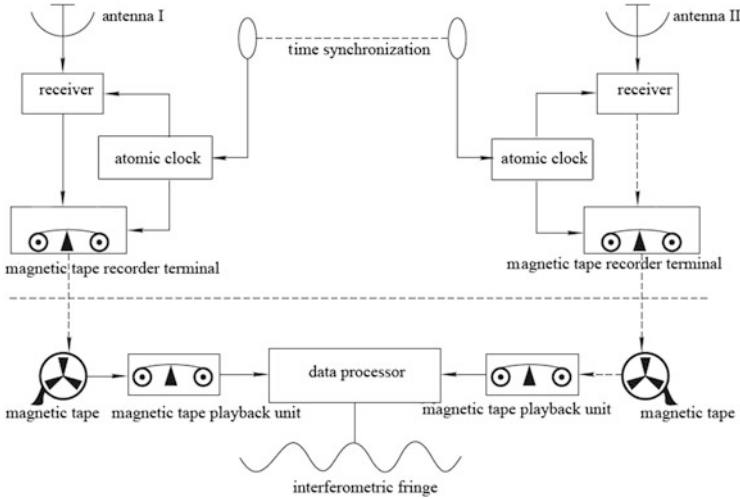 antenna I
antenna II
time synchronization
receiver
receiver
atomic clock
atomic clock
magnetic tape recorder terminal
magnetic tape recorder terminal
data processor
magnetic tape
magnetic tape playback unit
magnetic tape playback unit
magnetic tape
interferometric fringe